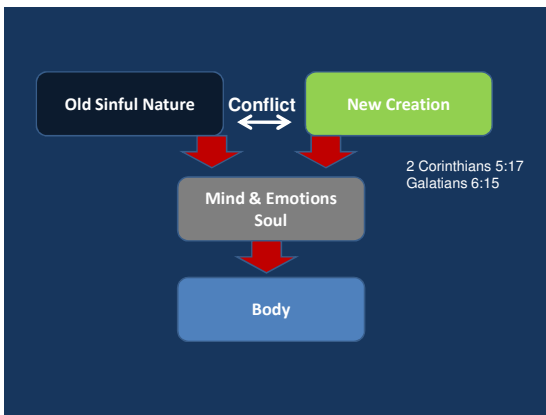 Old Sinful Nature
Conflict
New Creation
2 Corinthians 5:17
Galatians 6:15
Mind & Emotions
Soul
Body